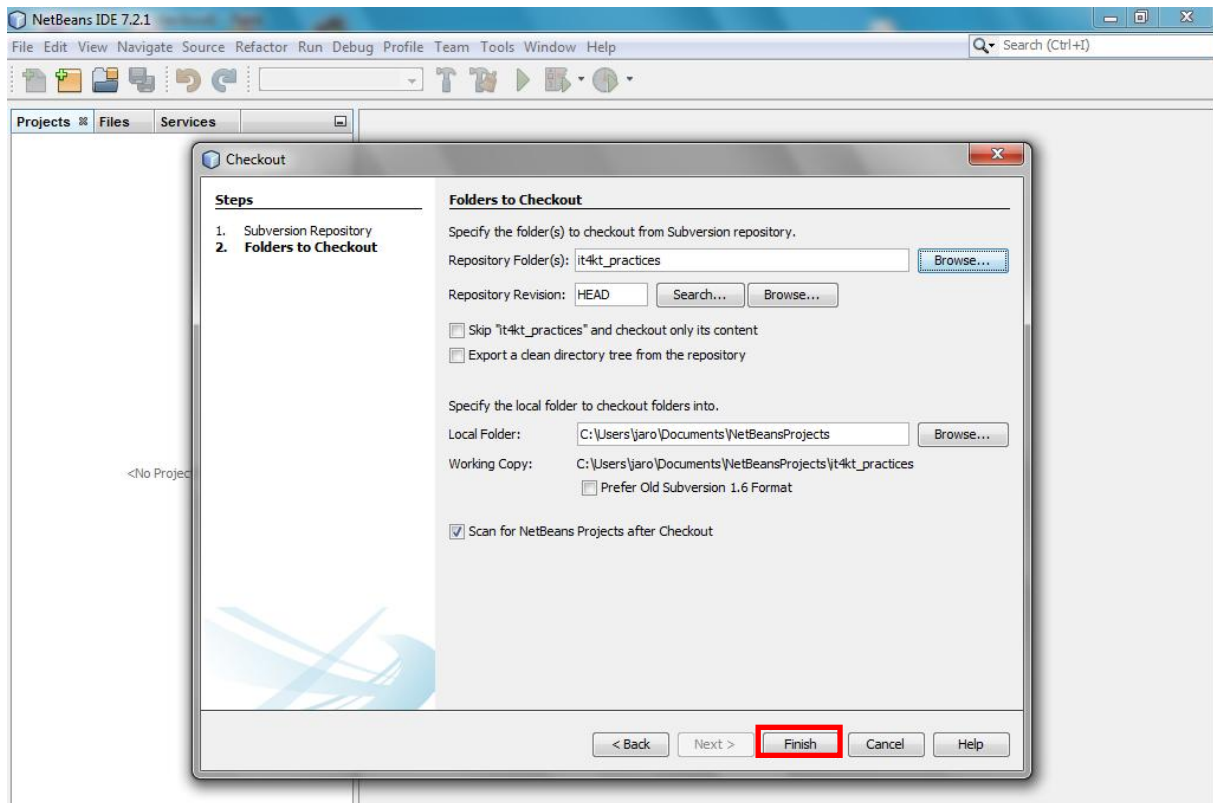 NetBeans IDE 7.2.1
File Edit View Navigate Source Refactor Run Debug Profile Team Tools Window Help
Search (Ctrl+I)
Projects Files Services
Checkout
Steps
1. Subversion Repository
2. Folders to Checkout
Folders to Checkout
Specify the folder(s) to checkout from Subversion repository.
Repository Folder(s): it4kt_practices Browse...
Repository Revision: HEAD Search... Browse...
Skip "it4kt_practices" and checkout only its content
Export a clean directory tree from the repository
Specify the local folder to checkout folders into.
Local Folder: C:\Users\jaro\Documents\NetBeansProjects Browse...
Working Copy: C:\Users\jaro\Documents\NetBeansProjects\it4kt_practices
<No Projec
Prefer Old Subversion 1.6 Format
Scan for NetBeans Projects after Checkout
< Back Next > Finish Cancel Help